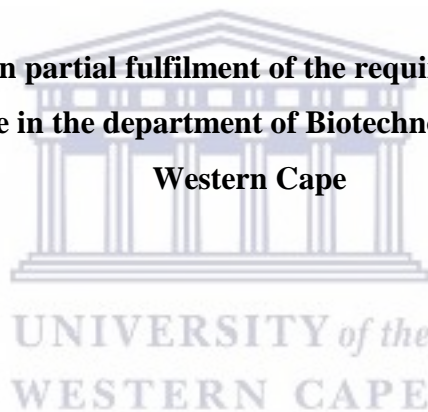 n partial fulfilment of the requi
e in the department of Biotechn
Western Cape
UNIVERSITY of the
WESTERN CAPE